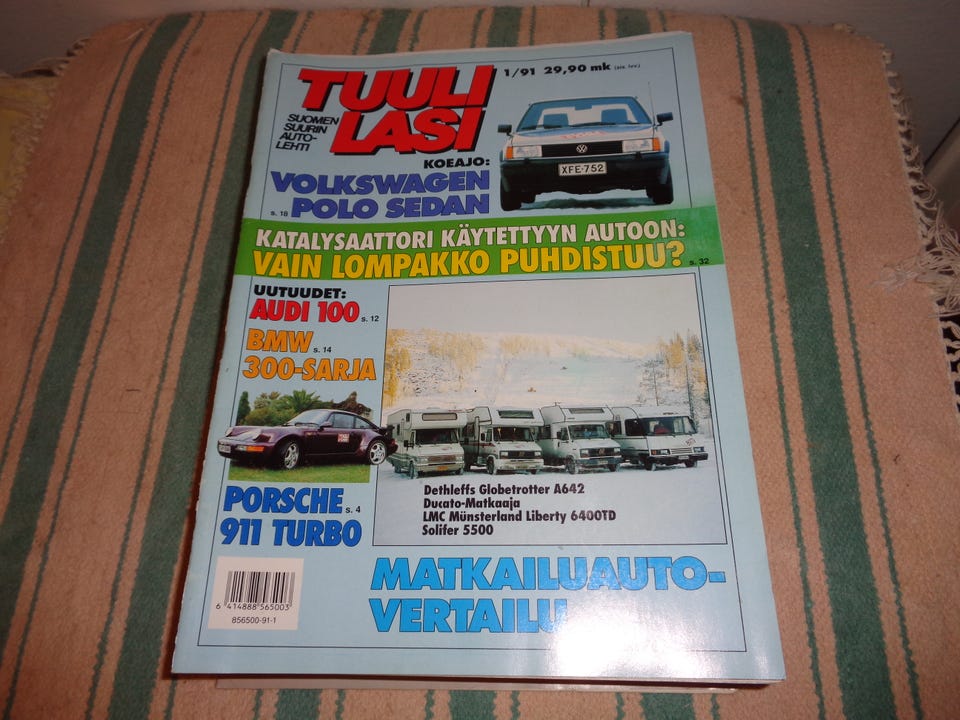 TUULI
LASI
SUOMEN
SUURIN
AUTO-
LEHTI
1/91 29,90 mk (sis. lvv.)
KOEAJO:
VOLKSWAGEN
s. 18 POLO SEDAN
XFE-752
KATALYSAATTORI KÄYTETTYYN AUTOON:
VAIN LOMPAKKO PUHDISTUU? s. 32
UUTUUDET:
AUDI 100 s. 12
BMW s. 14
300-SARJA
PORSCHE s. 4
911 TURBO
Dethleffs Globetrotter A642
Ducato-Matkaaja
LMC Münsterland Liberty 6400TD
Solifer 5500
MATKAILUAUTO-
VERTAILU
6 414888 565003
856500-91-1